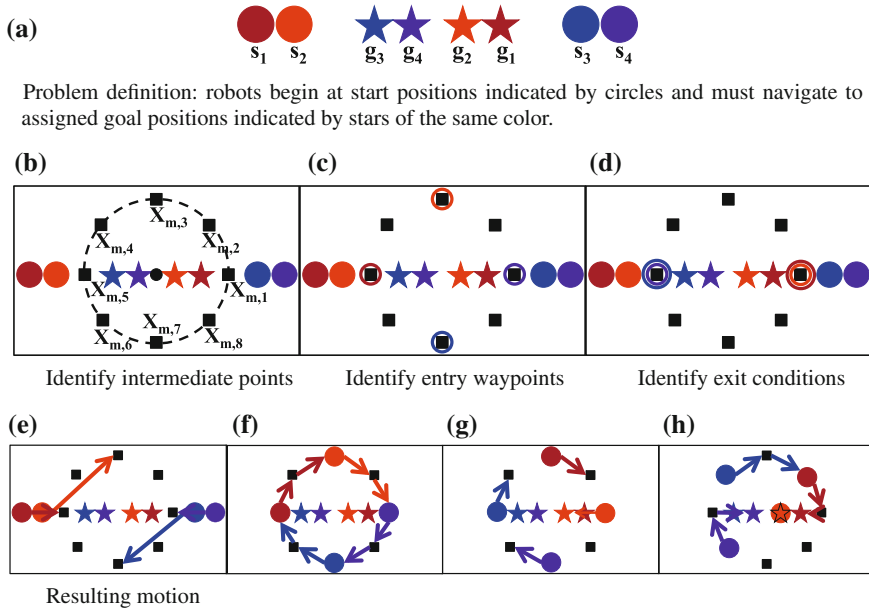 (a)
s1 s2 g3 g4 g2 g1 s3 s4
Problem definition: robots begin at start positions indicated by circles and must navigate to
assigned goal positions indicated by stars of the same color.
(b) (c) (d)
Xm,3
Xm,4 Xm,2
Xm,5 Xm,1
Xm,7
Xm,6 Xm,8
Identify intermediate points Identify entry waypoints Identify exit conditions
(e) (f) (g) (h)
Resulting motion